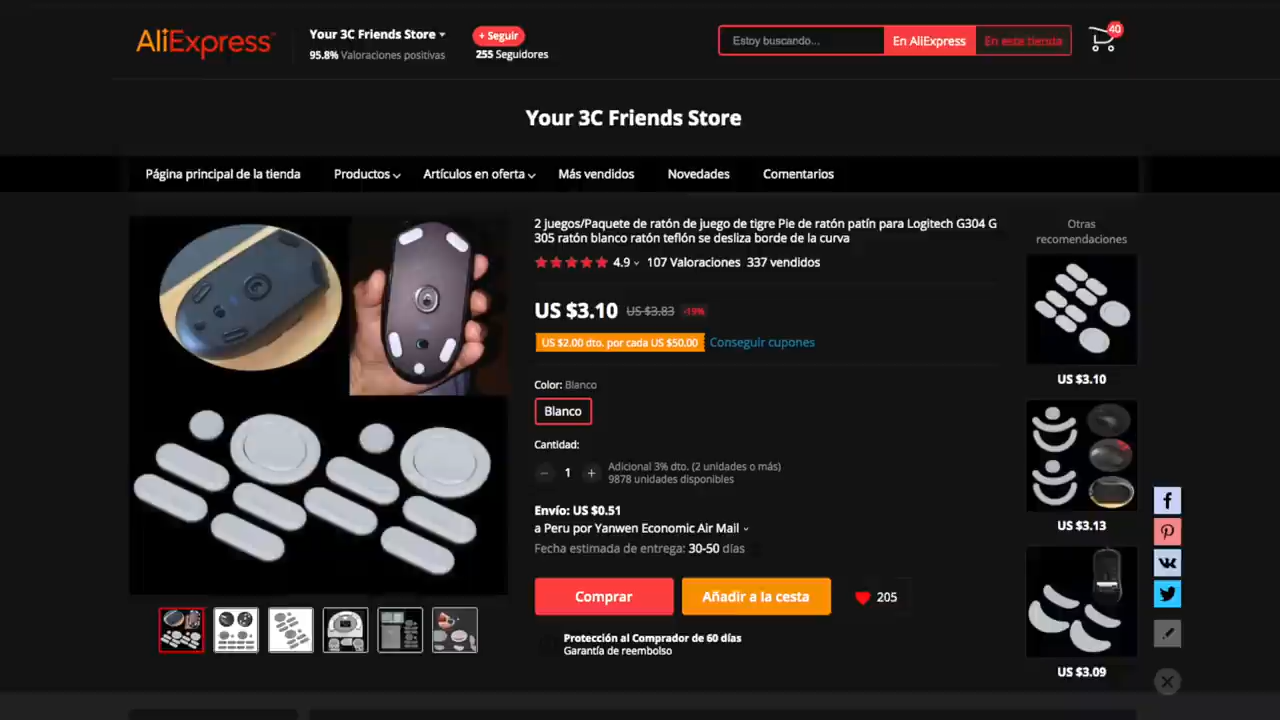 AliExpress
Your 3C Friends Store
95.8% Valoraciones positivas
+ Seguir
255 Seguidores
Estoy buscando...
En AliExpress
En este tienda
40
Your 3C Friends Store
Página principal de la tienda
Productos
Artículos en oferta
Más vendidos
Novedades
Comentarios
2 juegos/Paquete de ratón de juego de tigre Pie de ratón patín para Logitech G304 G
305 ratón blanco ratón teflón se desliza borde de la curva
4.9 107 Valoraciones 337 vendidos
US $3.10 US $3.83 -19%
US $2.00 dto. por cada US $50.00 Conseguir cupones
Color: Blanco
Blanco
Cantidad:
1
Adicional 3% dto. (2 unidades o más)
9878 unidades disponibles
Envío: US $0.51
a Peru por Yanwen Economic Air Mail
Fecha estimada de entrega: 30-50 días
Comprar
Añadir a la cesta
205
Protección al Comprador de 60 días
Garantía de reembolso
Otras
recomendaciones
US $3.10
US $3.13
US $3.09